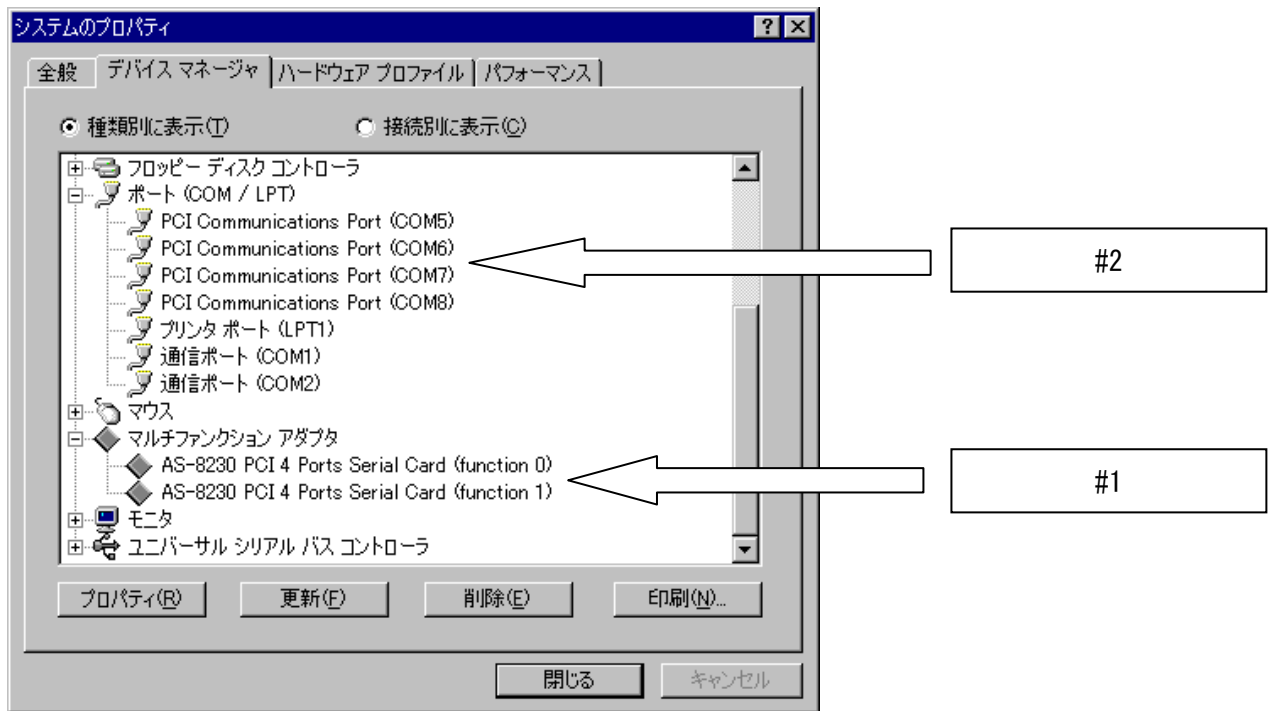 システムのプロパティ
全般 デバイス マネージャ ハードウェア プロファイル パフォーマンス
種類別に表示(T) 接続別に表示(C)
フロッピー ディスク コントローラ
ポート (COM / LPT)
PCI Communications Port (COM5)
PCI Communications Port (COM6)
PCI Communications Port (COM7)
PCI Communications Port (COM8)
プリンタ ポート (LPT1)
通信ポート (COM1)
通信ポート (COM2)
マウス
マルチファンクション アダプタ
AS-8230 PCI 4 Ports Serial Card (function 0)
AS-8230 PCI 4 Ports Serial Card (function 1)
モニタ
ユニバーサル シリアル バス コントローラ
プロパティ(R) 更新(F) 削除(E) 印刷(N)...
閉じる キャンセル
#2
#1